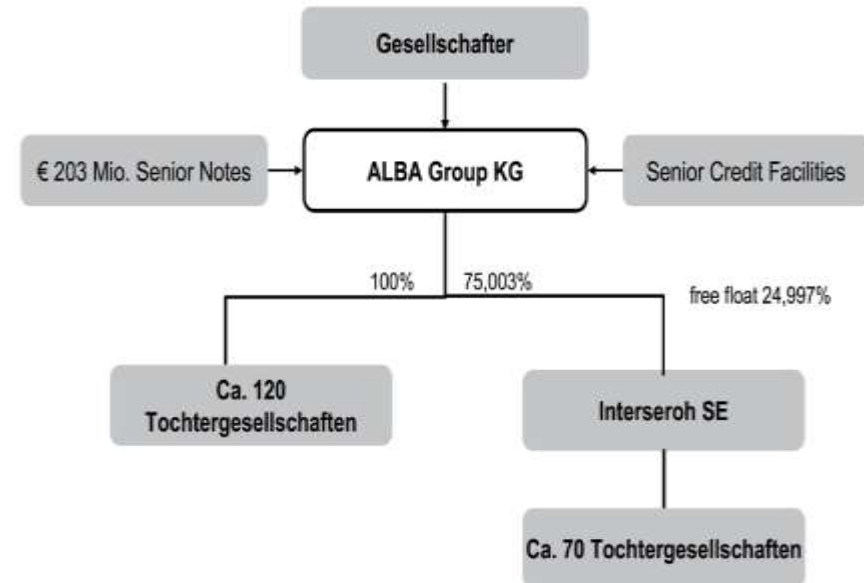 Gesellschafter
€ 203 Mio. Senior Notes
ALBA Group KG
Senior Credit Facilities
100%
75,003%
free float 24,997%
Ca. 120
Tochtergesellschaften
Interseroh SE
Ca. 70 Tochtergesellschaften